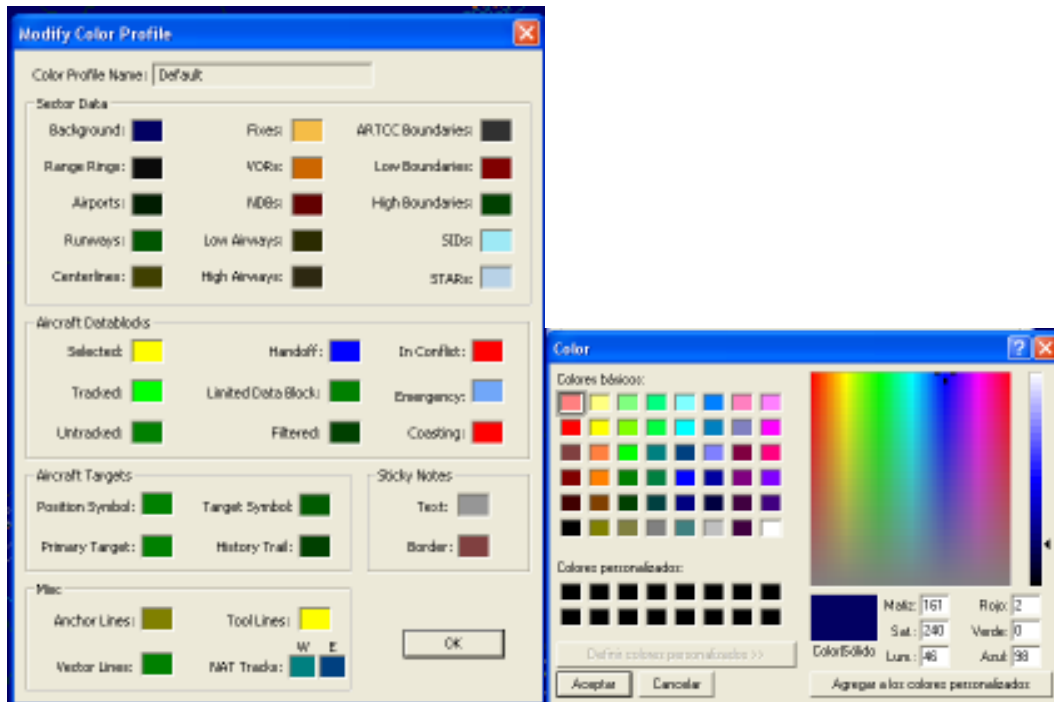 Modify Color Profile
Color Profile Name: Default
Sector Data
Background: Fixes: ARTCC Boundaries:
Range Rings: VORs: Low Boundaries:
Airports: NDBs: High Boundaries:
Runways: Low Airways: SIDs:
Centerlines: High Airways: STARs:
Aircraft Datablocks
Selected: Handoff: In Conflict:
Tracked: Limited Data Block: Emergency:
Untracked: Filtered: Coasting:
Aircraft Targets Sticky Notes
Position Symbol: Target Symbol: Text:
Primary Target: History Trail: Border:
Misc
Anchor Lines: Tool Lines:
W E
Vector Lines: NAT Tracks:
OK
Color
Colores básicos:
Colores personalizados:
Definir colores personalizados >>
Aceptar Cancelar
Color|Sólido
Matiz: 161 Rojo: 2
Sat.: 240 Verde: 0
Lum.: 46 Azul: 98
Agregar a los colores personalizados